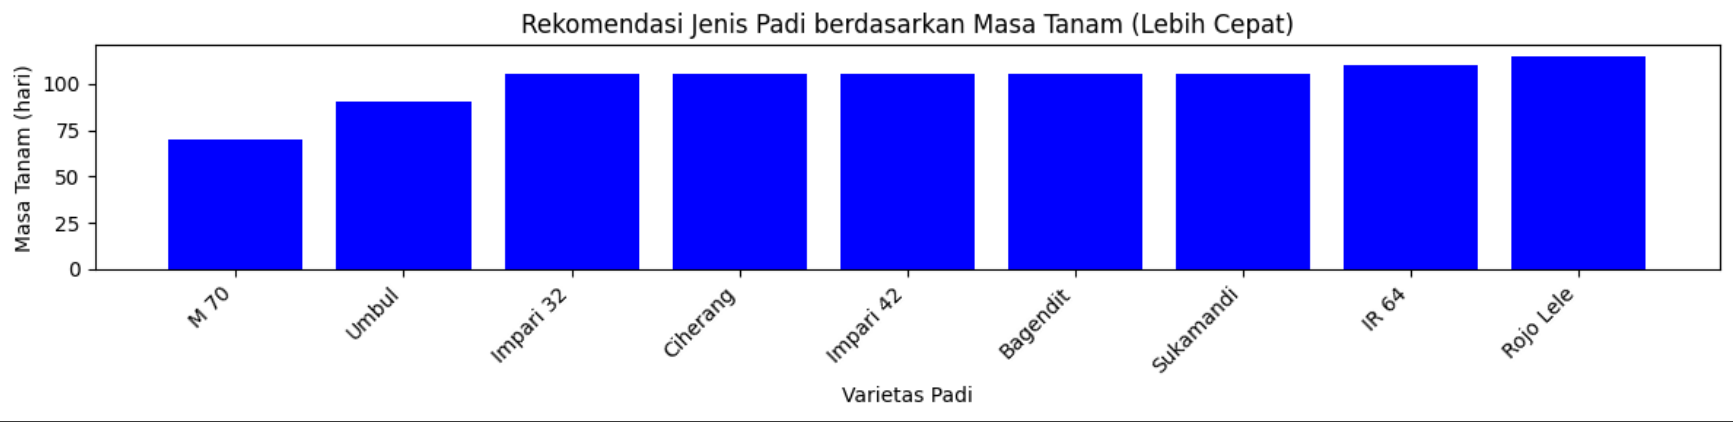 Rekomendasi Jenis Padi berdasarkan Masa Tanam (Lebih Cepat)
Masa Tanam (hari)
100
75
50
25
0
M 70
Umbul
Impari 32
Ciherang
Impari 42
Bagendit
Sukamandi
IR 64
Rojo Lele
Varietas Padi